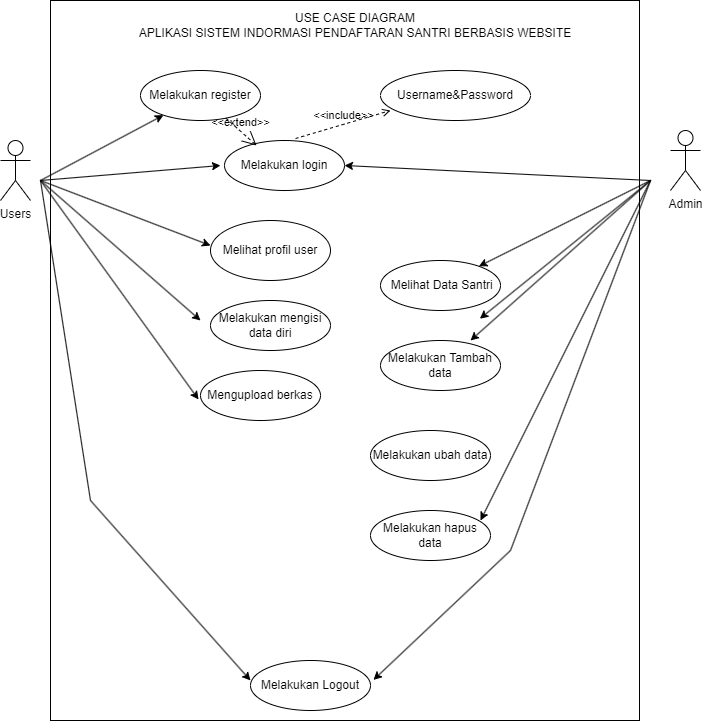 USE CASE DIAGRAM
APLIKASI SISTEM INDORMASI PENDAFTARAN SANTRI BERBASIS WEBSITE
Melakukan register
Username&Password
<<extend>>
<<include>>
Melakukan login
Users
Admin
Melihat profil user
Melihat Data Santri
Melakukan mengisi
data diri
Melakukan Tambah
data
Mengupload berkas
Melakukan ubah data
Melakukan hapus
data
Melakukan Logout